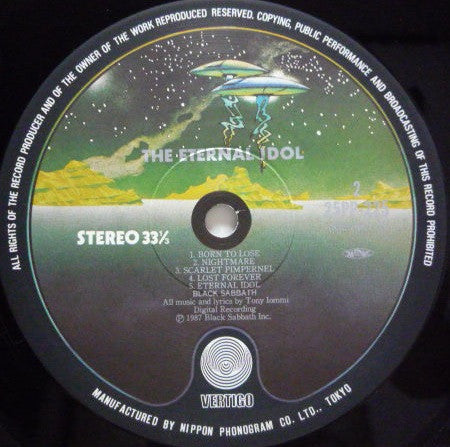 ALL RIGHTS OF THE RECORD PRODUCER AND OF THE OWNER OF THE WORK REPRODUCED RESERVED. COPYING, PUBLIC PERFORMANCE AND BROADCASTING OF THIS RECORD PROHIBITED
THE ETERNAL IDOL
2
STEREO 33⅓
1. BORN TO LOSE
2. NIGHTMARE
3. SCARLET PIMPERNEL
4. LOST FOREVER
5. ETERNAL IDOL
BLACK SABBATH
All music and lyrics by Tony Iommi
Digital Recording
Ⓟ 1987 Black Sabbath Inc.
VERTIGO
MANUFACTURED BY NIPPON PHONOGRAM CO. LTD., TOKYO